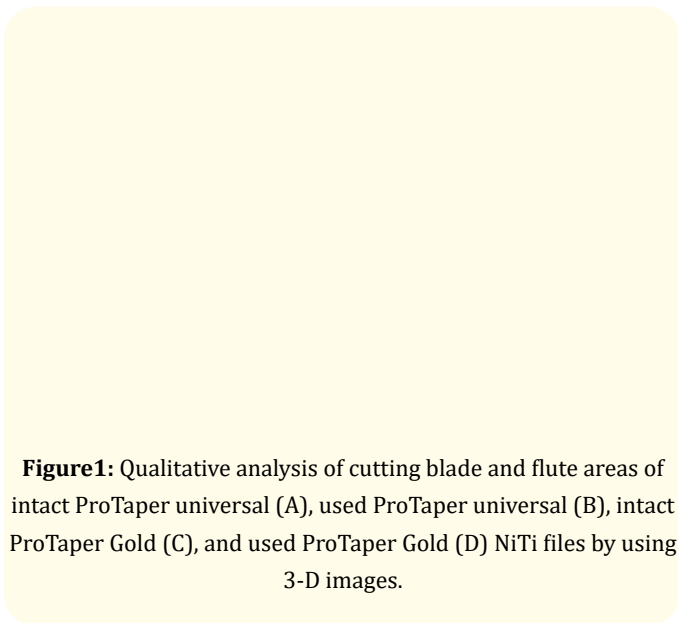 Figure1: Qualitative analysis of cutting blade and flute areas of
intact ProTaper universal (A), used ProTaper universal (B), intact
ProTaper Gold (C), and used ProTaper Gold (D) NiTi files by using
3-D images.